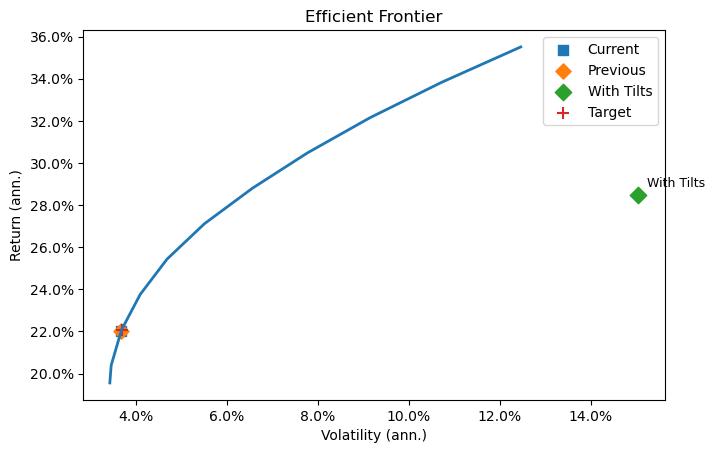 Efficient Frontier
36.0%
34.0%
32.0%
30.0%
28.0%
26.0%
24.0%
22.0%
20.0%
Return (ann.)
Current
Previous
With Tilts
Target
With Tilts
4.0%
6.0%
8.0%
10.0%
12.0%
14.0%
Volatility (ann.)